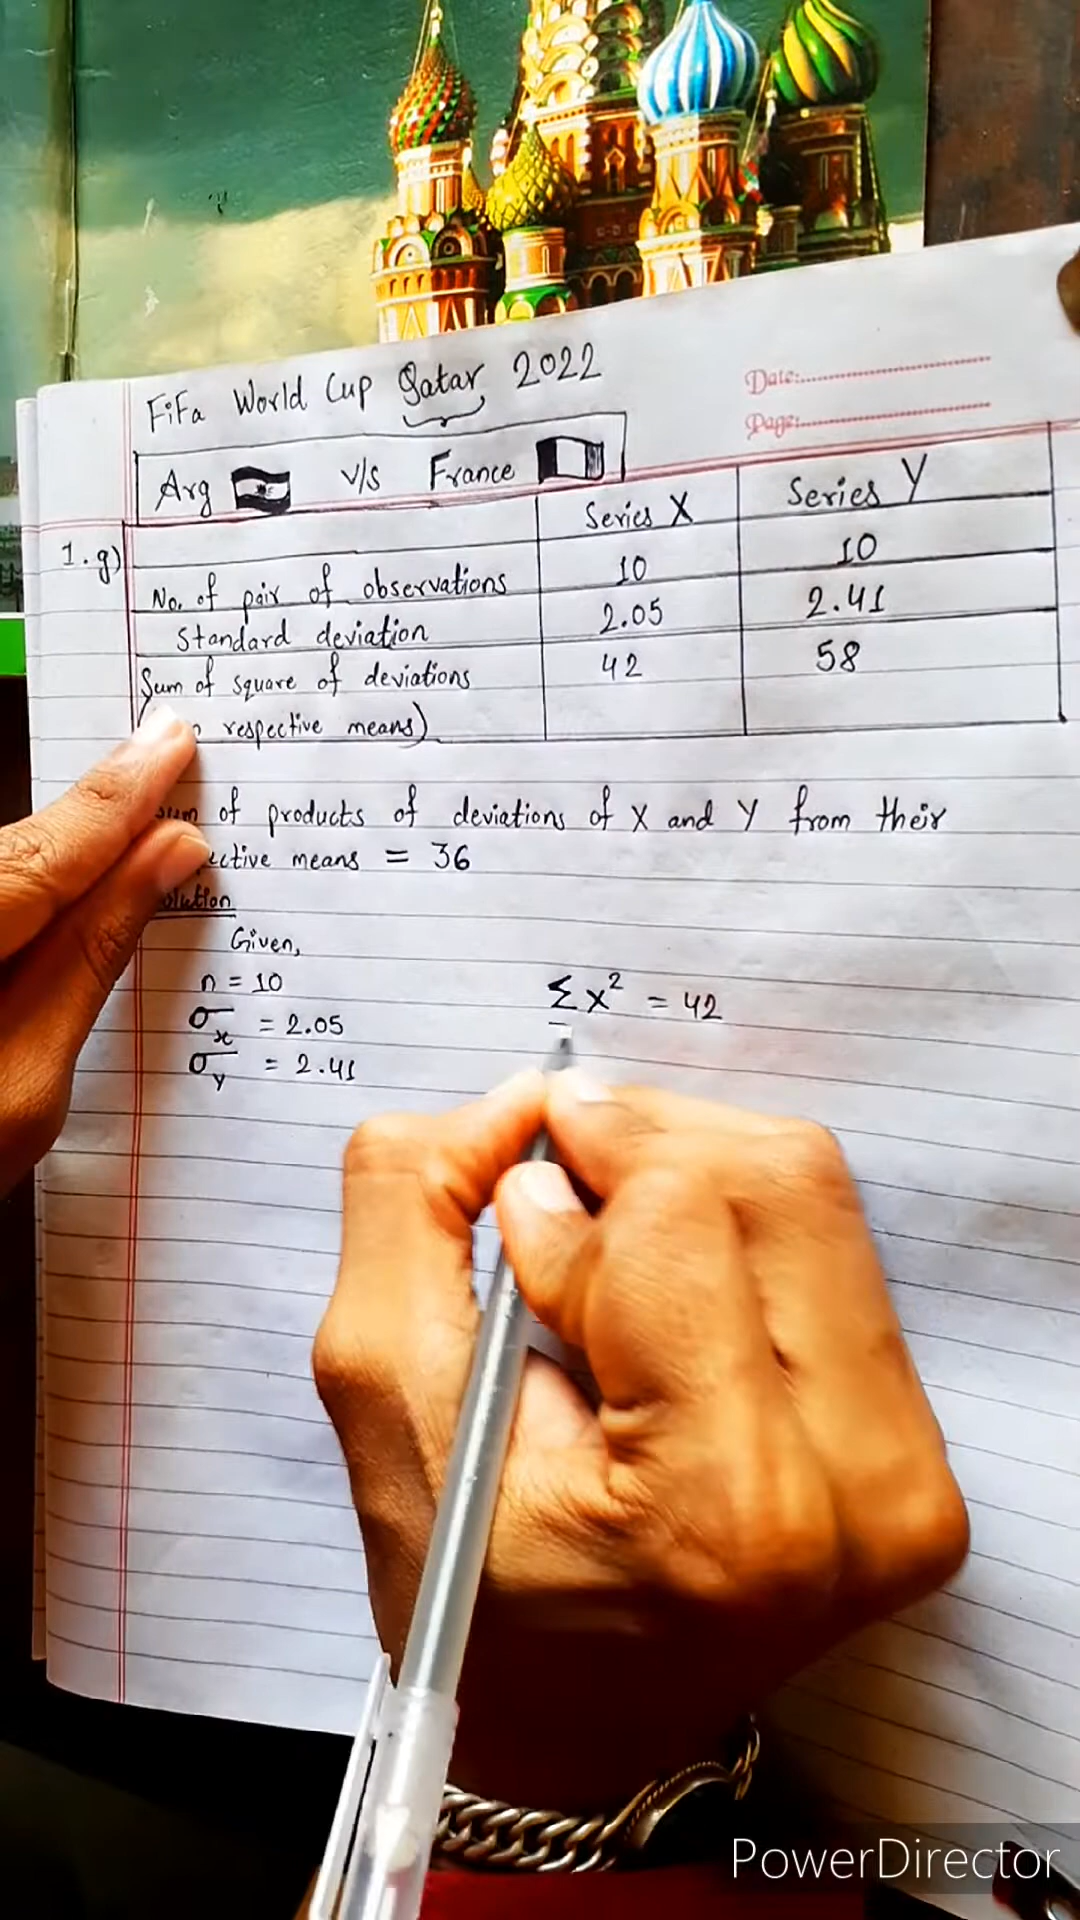 FiFa World Cup Qatar 2022
Date:
Page:
Arg v/s France
Series X Series Y
1.g)
No. of pair of observations 10 10
Standard deviation 2.05 2.41
Sum of square of deviations 42 58
respective means)
of products of deviations of X and Y from their
means = 36
Given,
n = 10
σx = 2.05
σy = 2.41
Σx² = 42
PowerDirector